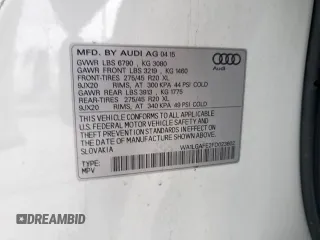 MFD. BY AUDI AG 04 15
GVWR LBS 6790 , KG 3080
GAWR FRONT LBS 3219 , KG 1460
FRONT-TIRES : 275/45 R20 XL
9JX20 RIMS, AT 300 KPA 44 PSI COLD
GAWR REAR LBS 3913 , KG 1775
REAR-TIRES : 275/45 R20 XL
9JX20 RIMS, AT 340 KPA 49 PSI COLD
Audi
THIS VEHICLE CONFORMS TO ALL APPLICABLE
U.S. FEDERAL MOTOR VEHICLE SAFETY AND
THEFT PREVENTION STANDARDS IN EFFECT
ON THE DATE OF MANUFACTURE SHOWN ABOVE.
SLOVAKIA
TYPE:
MPV
A.DEALS.AUCTION